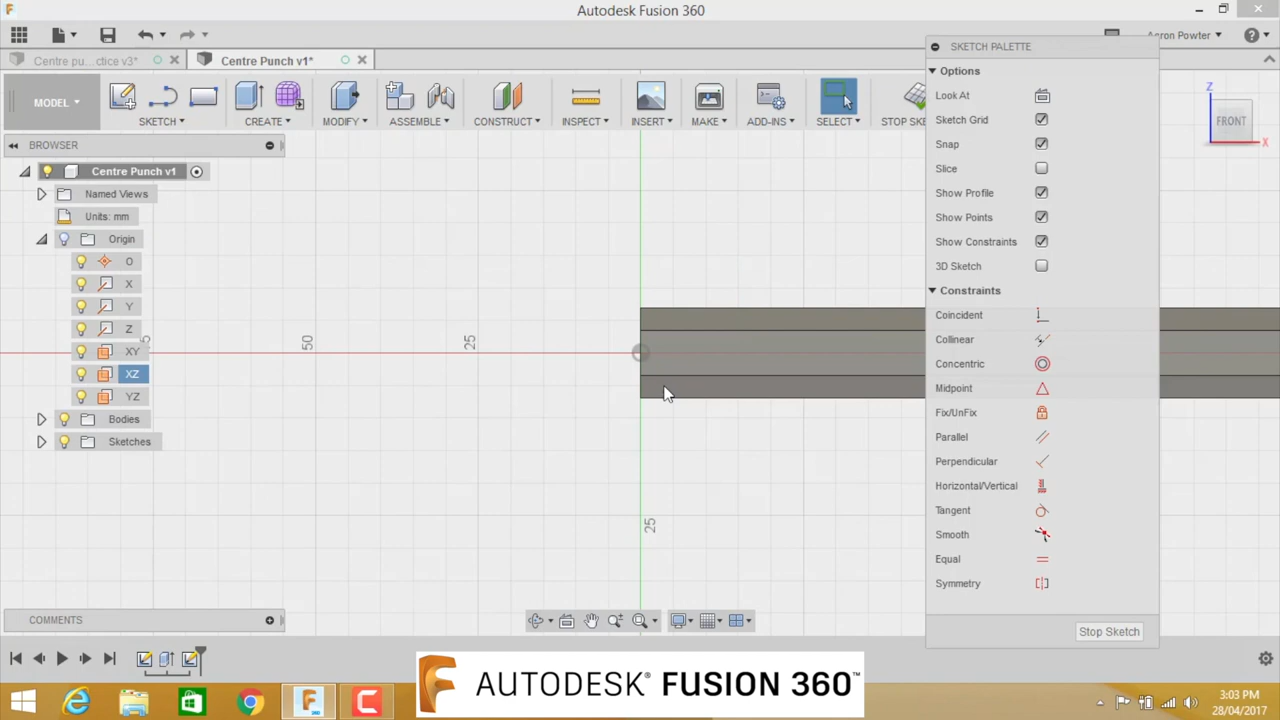 Autodesk Fusion 360
Centre pu...ctice v3*
Centre Punch v1*
Aaron Powter
SKETCH PALETTE
MODEL
SKETCH
CREATE
MODIFY
ASSEMBLE
CONSTRUCT
INSPECT
INSERT
MAKE
ADD-INS
SELECT
STOP SKE
Options
Look At
Sketch Grid
Snap
Slice
Show Profile
Show Points
Show Constraints
3D Sketch
Constraints
Coincident
Collinear
Concentric
Midpoint
Fix/UnFix
Parallel
Perpendicular
Horizontal/Vertical
Tangent
Smooth
Equal
Symmetry
Stop Sketch
Z
FRONT
X
BROWSER
Centre Punch v1
Named Views
Units: mm
Origin
O
X
Y
Z
XY
XZ
YZ
Bodies
Sketches
5
50
25
25
COMMENTS
AUTODESK® FUSION 360™
3:03 PM
28/04/2017